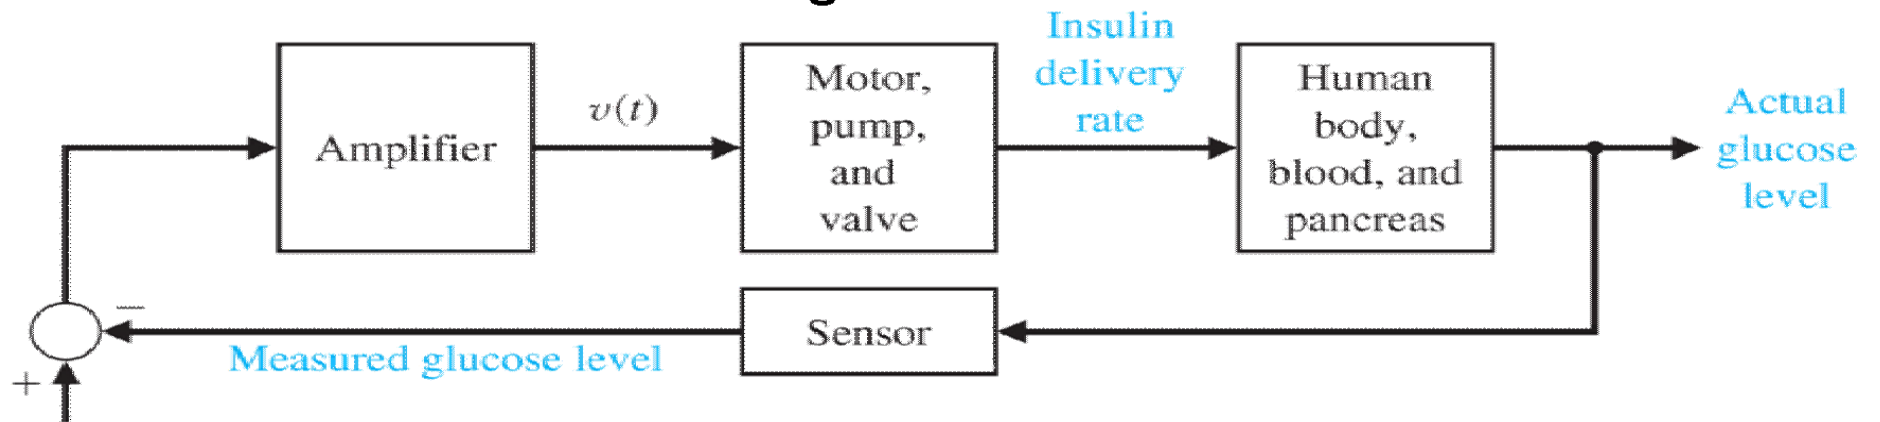 Insulin
delivery
rate
Amplifier
v(t)
Motor,
pump,
and
valve
Human
body,
blood, and
pancreas
Actual
glucose
level
−
Sensor
Measured glucose level
+